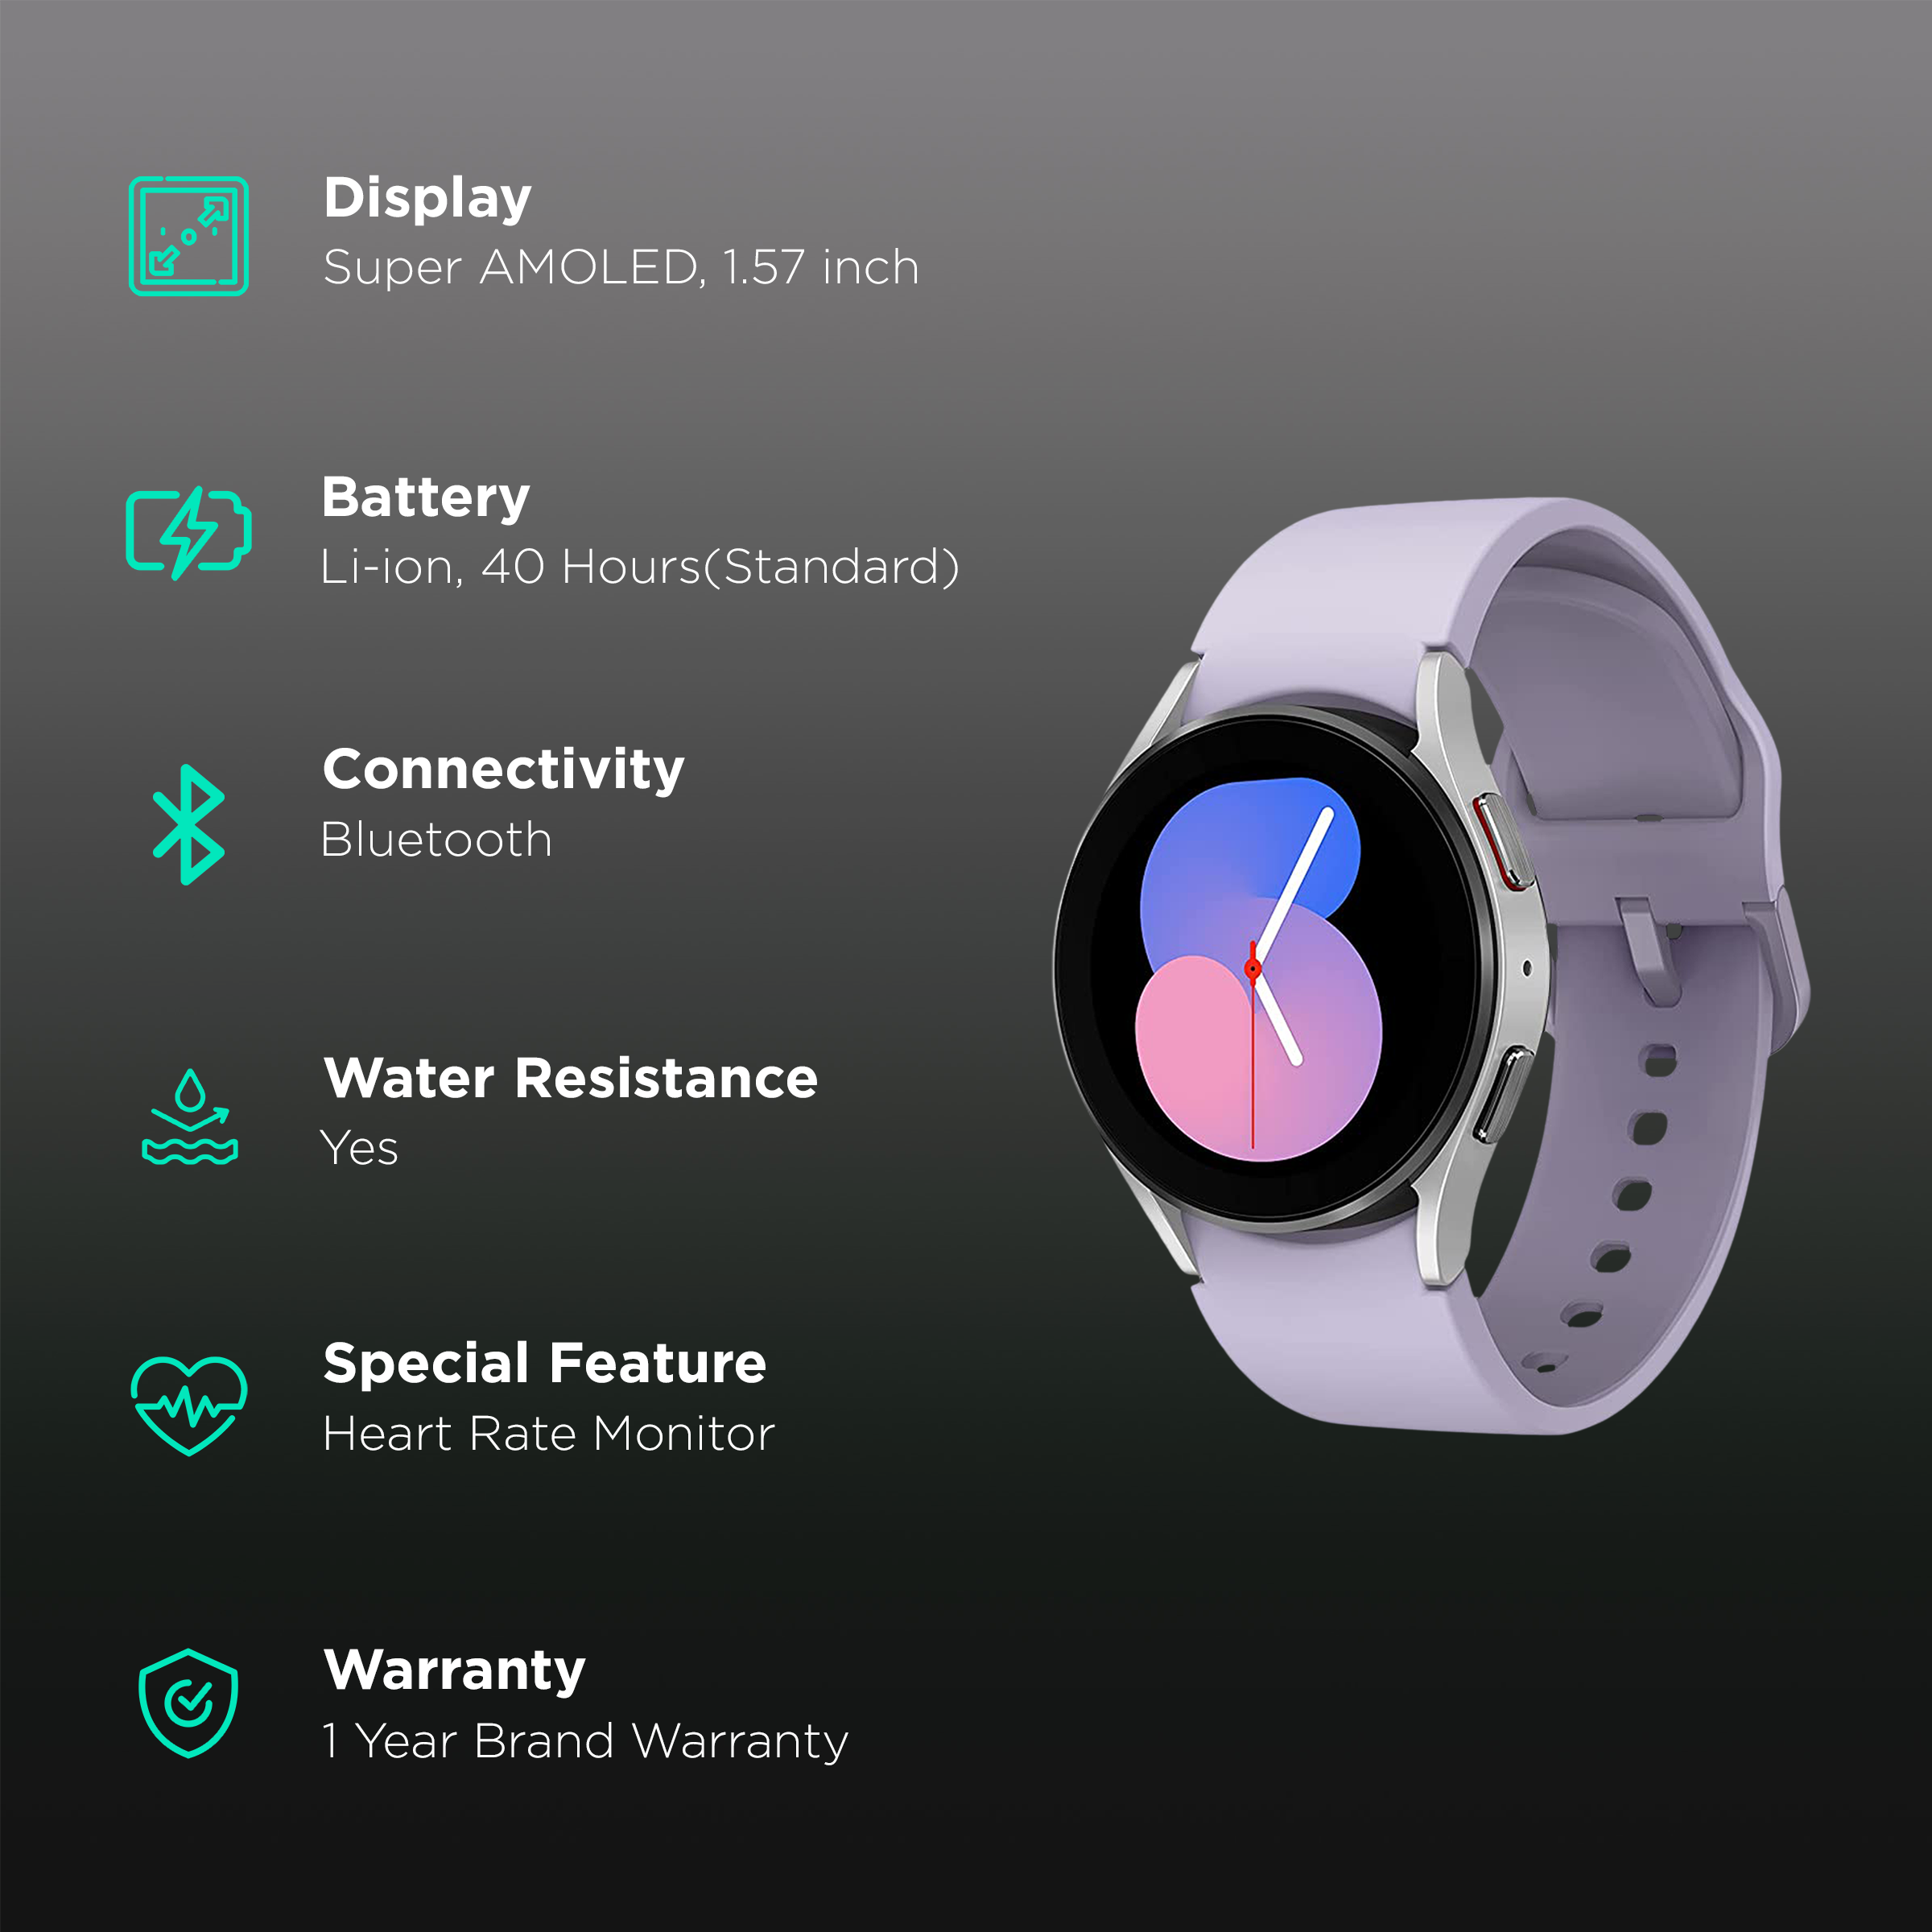 Display
Super AMOLED, 1.57 inch
Battery
Li-ion, 40 Hours(Standard)
Connectivity
Bluetooth
Water Resistance
Yes
Special Feature
Heart Rate Monitor
Warranty
1 Year Brand Warranty